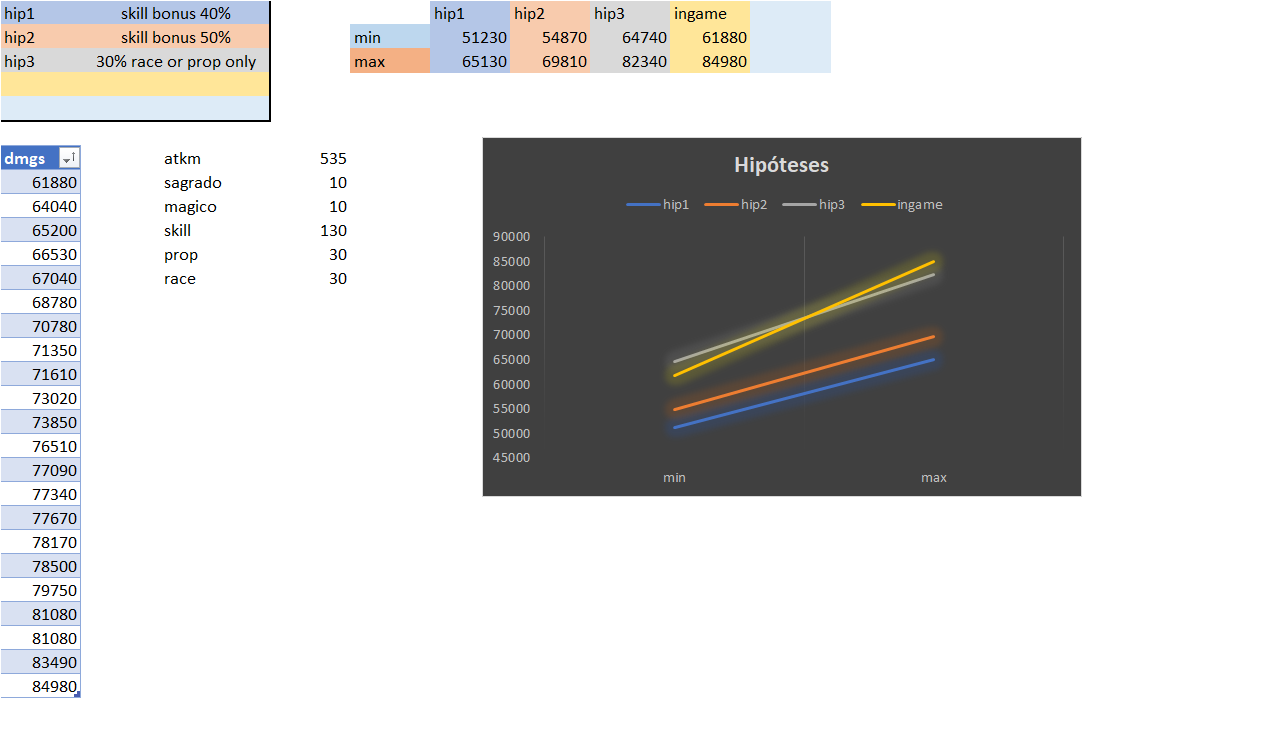 hip1 skill bonus 40%
hip2 skill bonus 50%
hip3 30% race or prop only
hip1 hip2 hip3 ingame
min 51230 54870 64740 61880
max 65130 69810 82340 84980
dmgs
61880
64040
65200
66530
67040
68780
70780
71350
71610
73020
73850
76510
77090
77340
77670
78170
78500
79750
81080
81080
83490
84980
atkm 535
sagrado 10
magico 10
skill 130
prop 30
race 30
Hipóteses
hip1 hip2 hip3 ingame
90000
85000
80000
75000
70000
65000
60000
55000
50000
45000
min max